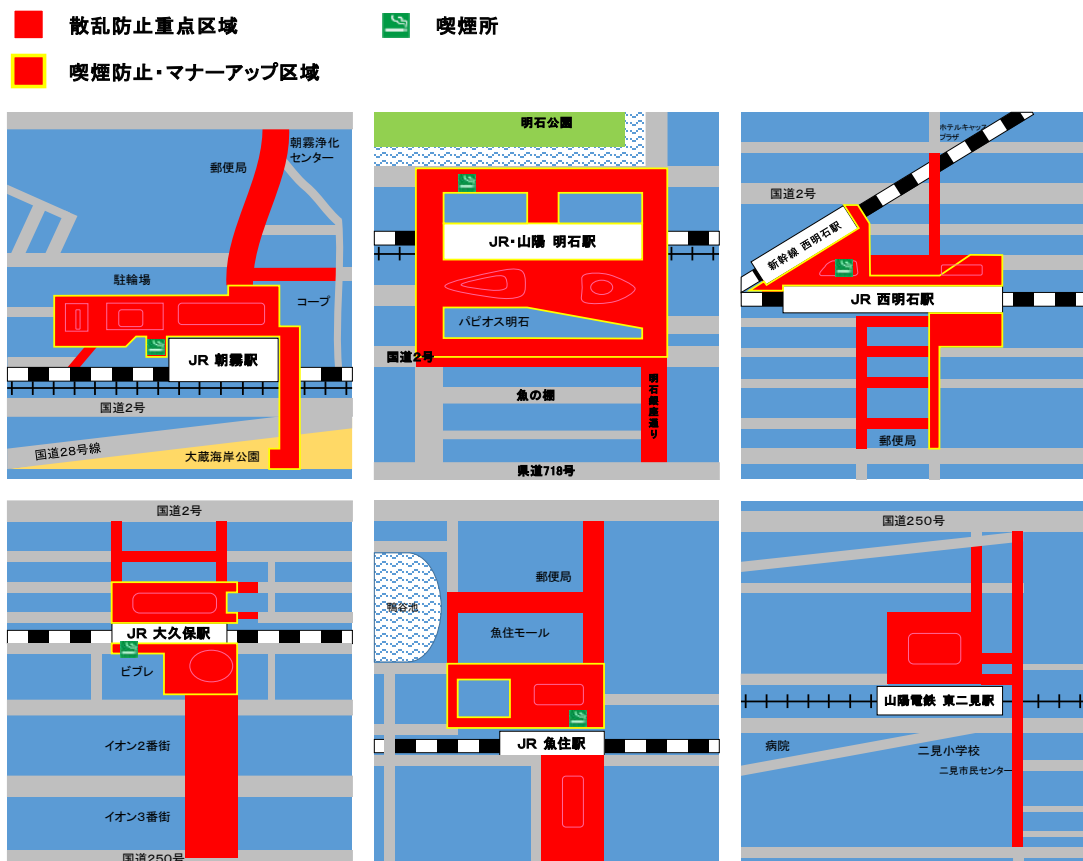 散乱防止重点区域
喫煙所
喫煙防止・マナーアップ区域
朝霧浄化
センター
郵便局
駐輪場
コープ
JR 朝霧駅
国道2号
国道28号線
大蔵海岸公園
明石公園
JR・山陽 明石駅
パピオス明石
国道2号
魚の棚
明石銀座通り
県道718号
ホテルキャッスル
プラザ
国道2号
新幹線 西明石駅
JR 西明石駅
郵便局
国道2号
JR 大久保駅
ビブレ
イオン2番街
イオン3番街
国道250号
郵便局
鴨谷池
魚住モール
JR 魚住駅
国道250号
山陽電鉄 東二見駅
病院
二見小学校
二見市民センター